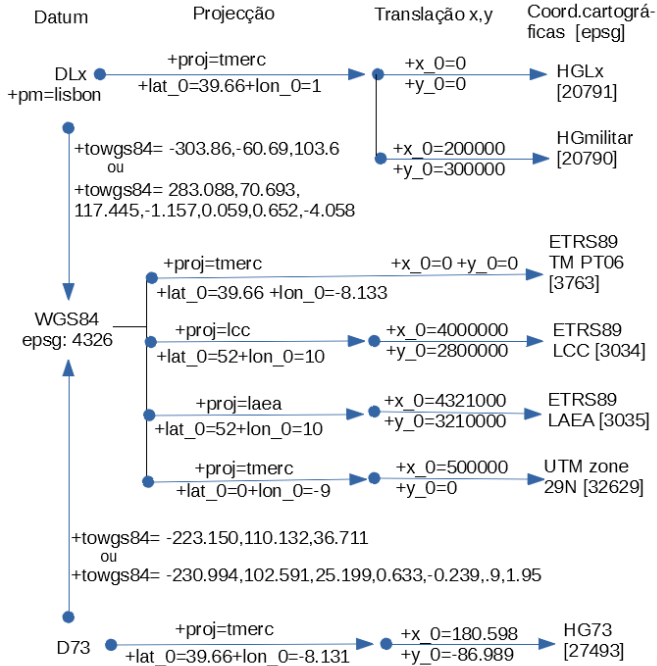 Datum
Projecção
Translação x,y
Coord.cartográ-
ficas [epsg]
DLx
+pm=lisbon
+proj=tmerc
+lat_0=39.66+lon_0=1
+x_0=0
+y_0=0
HGLx
[20791]
+x_0=200000
+y_0=300000
HGmilitar
[20790]
+towgs84= -303.86,-60.69,103.6
ou
+towgs84= 283.088,70.693,
117.445,-1.157,0.059,0.652,-4.058
+proj=tmerc
+lat_0=39.66 +lon_0=-8.133
+x_0=0 +y_0=0
ETRS89
TM PT06
[3763]
WGS84
epsg: 4326
+proj=lcc
+lat_0=52+lon_0=10
+x_0=4000000
+y_0=2800000
ETRS89
LCC [3034]
+proj=laea
+lat_0=52+lon_0=10
+x_0=4321000
+y_0=3210000
ETRS89
LAEA [3035]
+proj=tmerc
+lat_0=0+lon_0=-9
+x_0=500000
+y_0=0
UTM zone
29N [32629]
+towgs84= -223.150,110.132,36.711
ou
+towgs84= -230.994,102.591,25.199,0.633,-0.239,.9,1.95
D73
+proj=tmerc
+lat_0=39.66+lon_0=-8.131
+x_0=180.598
+y_0=-86.989
HG73
[27493]